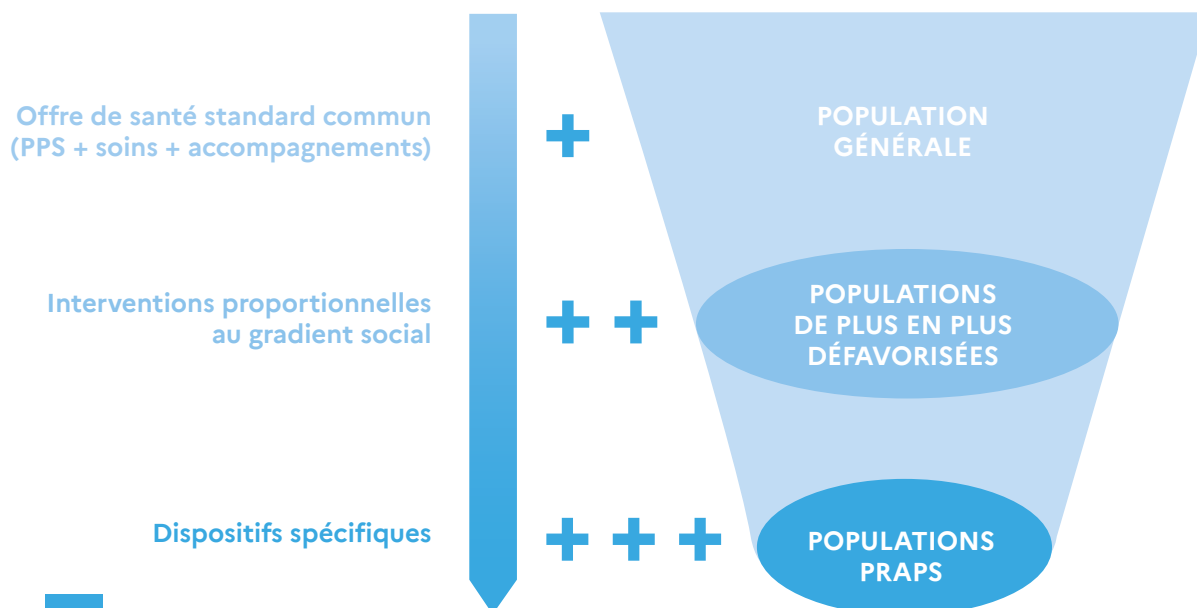 Offre de santé standard commun
(PPS + soins + accompagnements)
+
POPULATION
GÉNÉRALE
Interventions proportionnelles
au gradient social
+ +
POPULATIONS
DE PLUS EN PLUS
DÉFAVORISÉES
Dispositifs spécifiques
+ + +
POPULATIONS
PRAPS